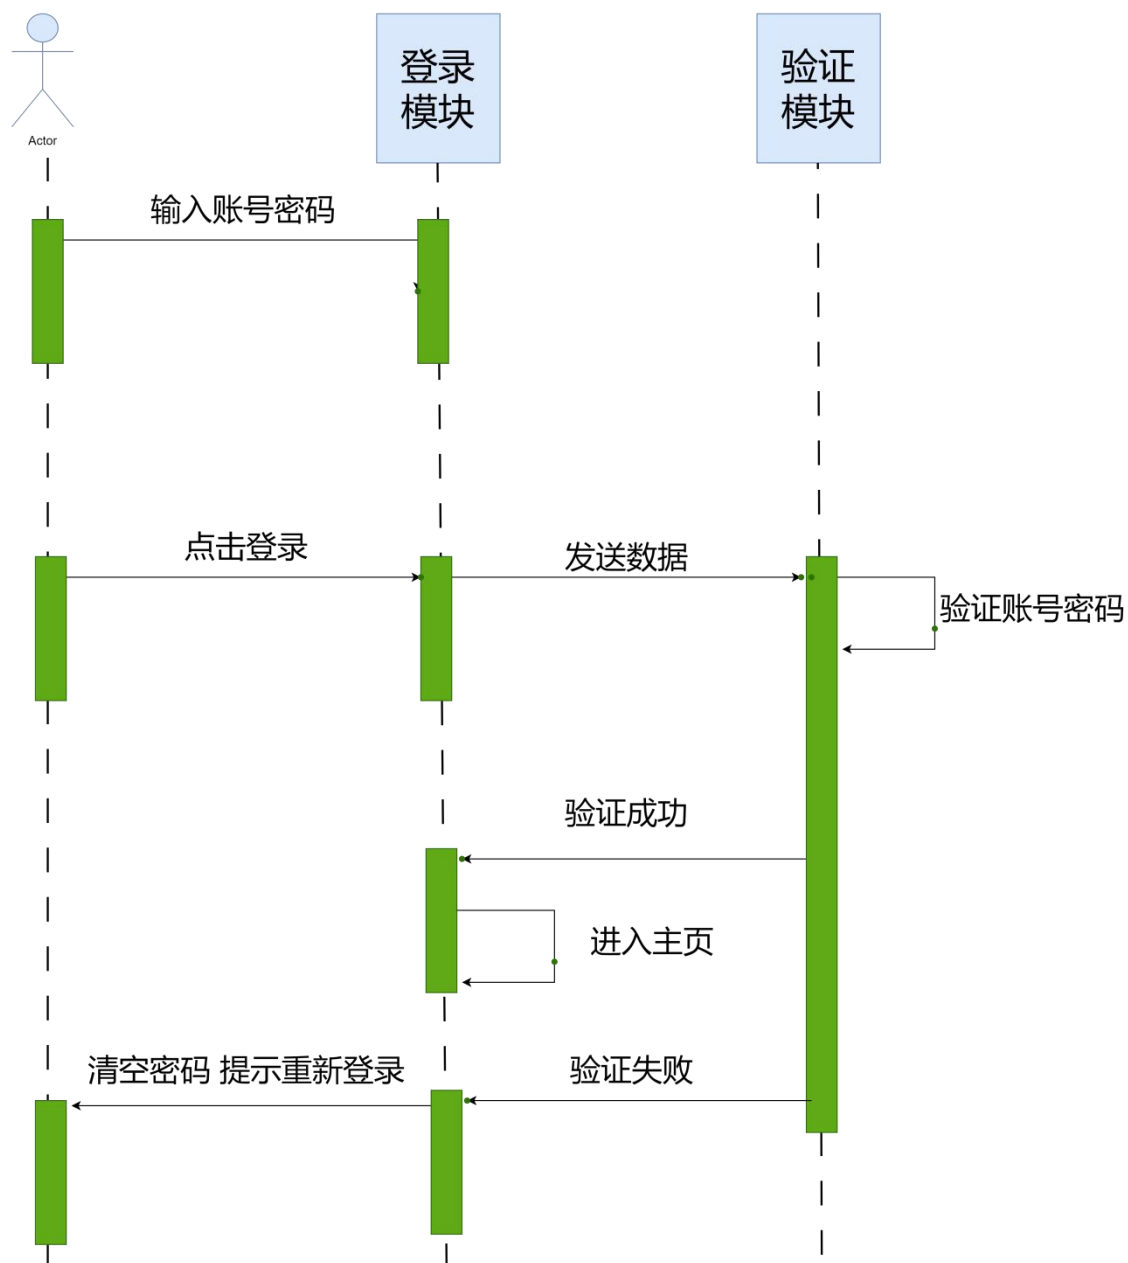 登录
模块
验证
模块
Actor
输入账号密码
点击登录
发送数据
验证账号密码
验证成功
进入主页
清空密码 提示重新登录
验证失败